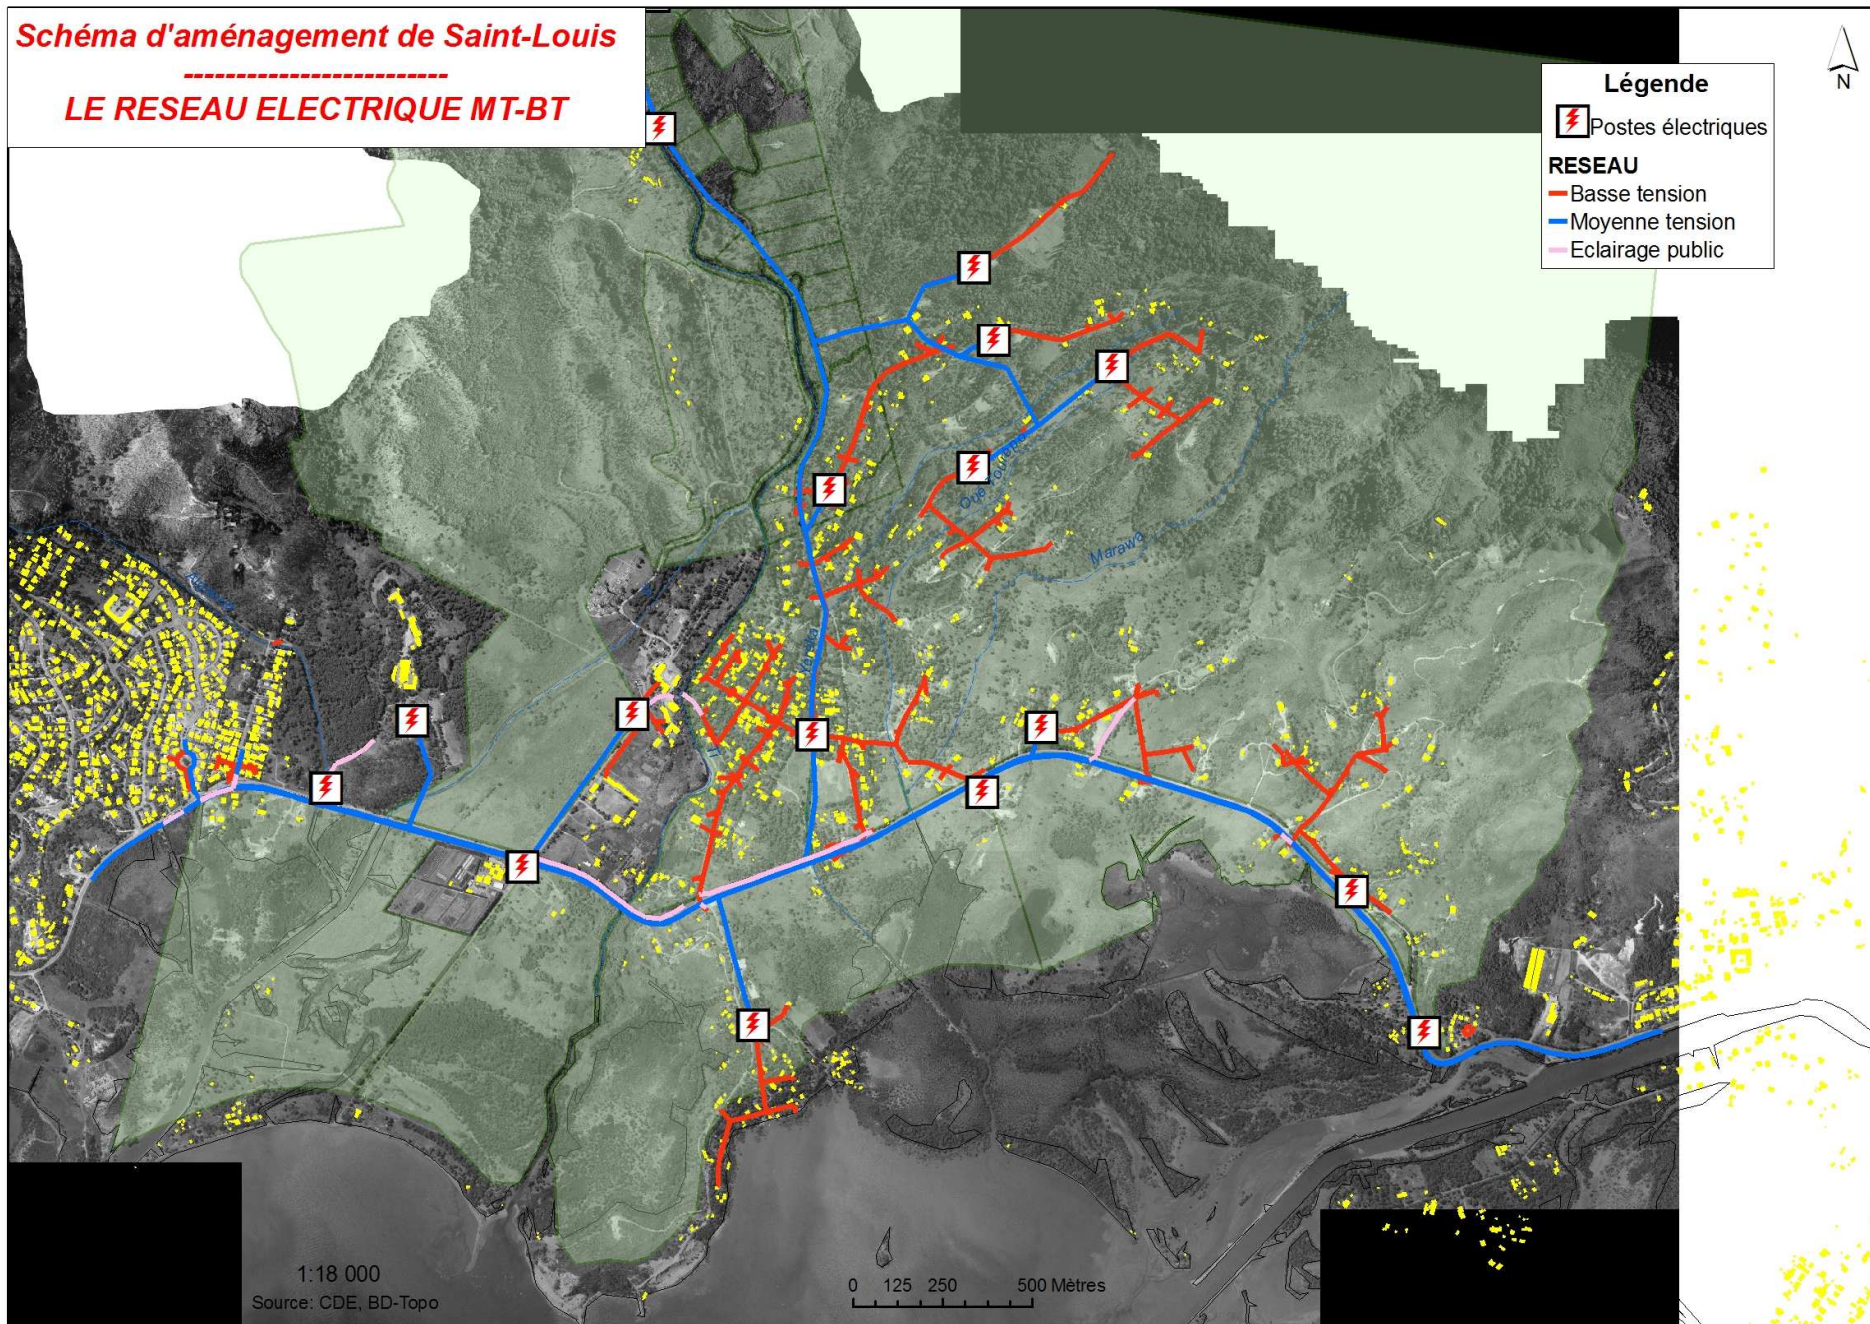 Schéma d'aménagement de Saint-Louis
-------------------------
LE RESEAU ELECTRIQUE MT-BT
N
Légende
Postes électriques
RESEAU
Basse tension
Moyenne tension
Eclairage public
Marawa
1:18 000
Source: CDE, BD-Topo
0 125 250 500 Mètres